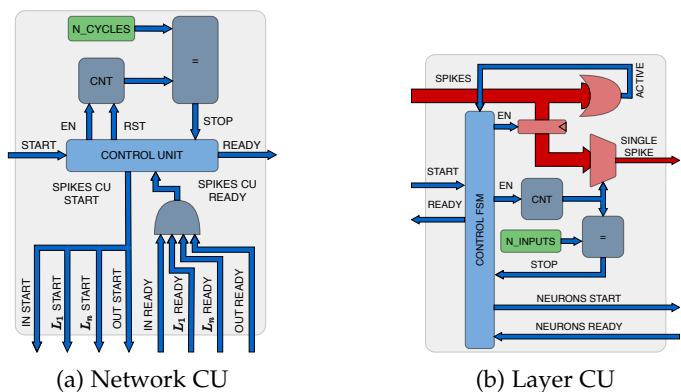 N_CYCLES
=
CNT
EN
RST
STOP
START
CONTROL UNIT
READY
SPIKES CU
START
SPIKES CU
READY
IN START
L1 START
Ln START
OUT START
IN READY
L1 READY
Ln READY
OUT READY
(a) Network CU
SPIKES
ACTIVE
EN
SINGLE
SPIKE
START
READY
CONTROL FSM
EN
CNT
N_INPUTS
=
STOP
NEURONS START
NEURONS READY
(b) Layer CU